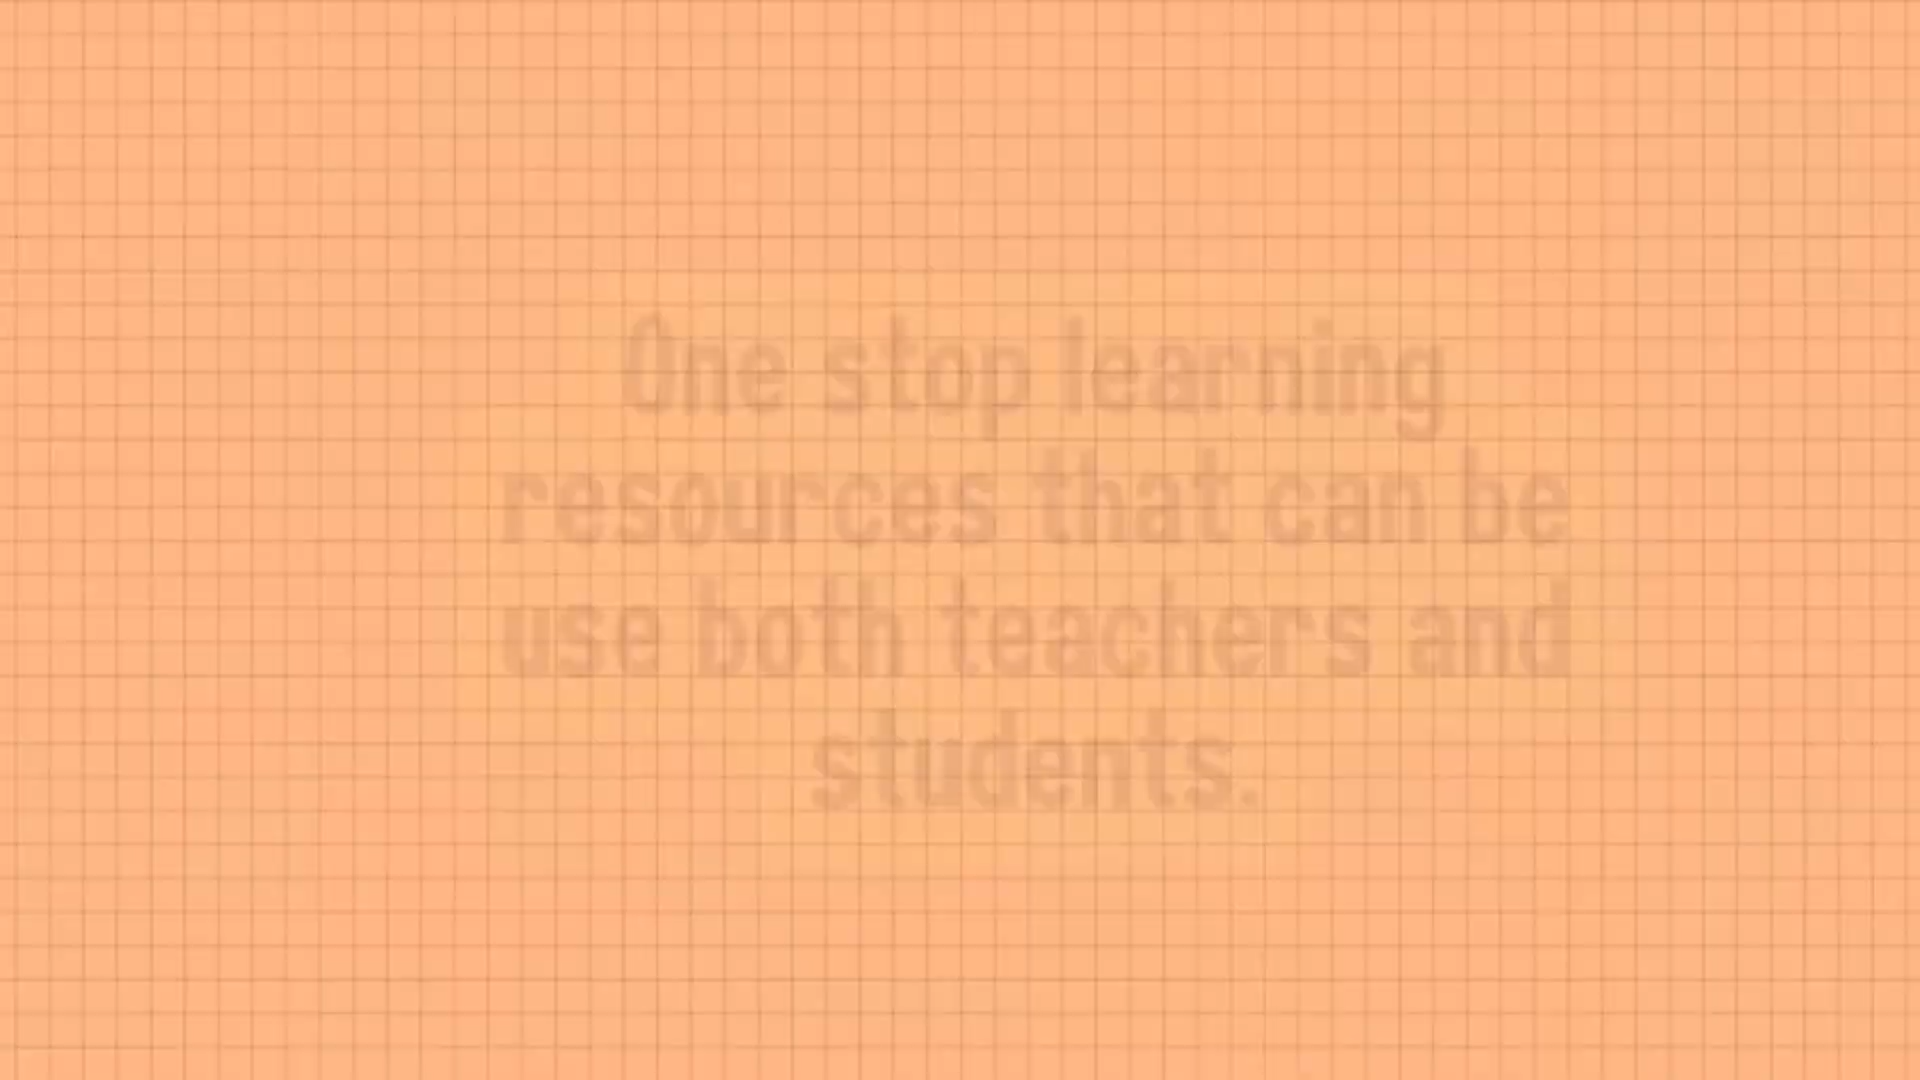 One stop learning
resources that can be
use both teachers and
students.